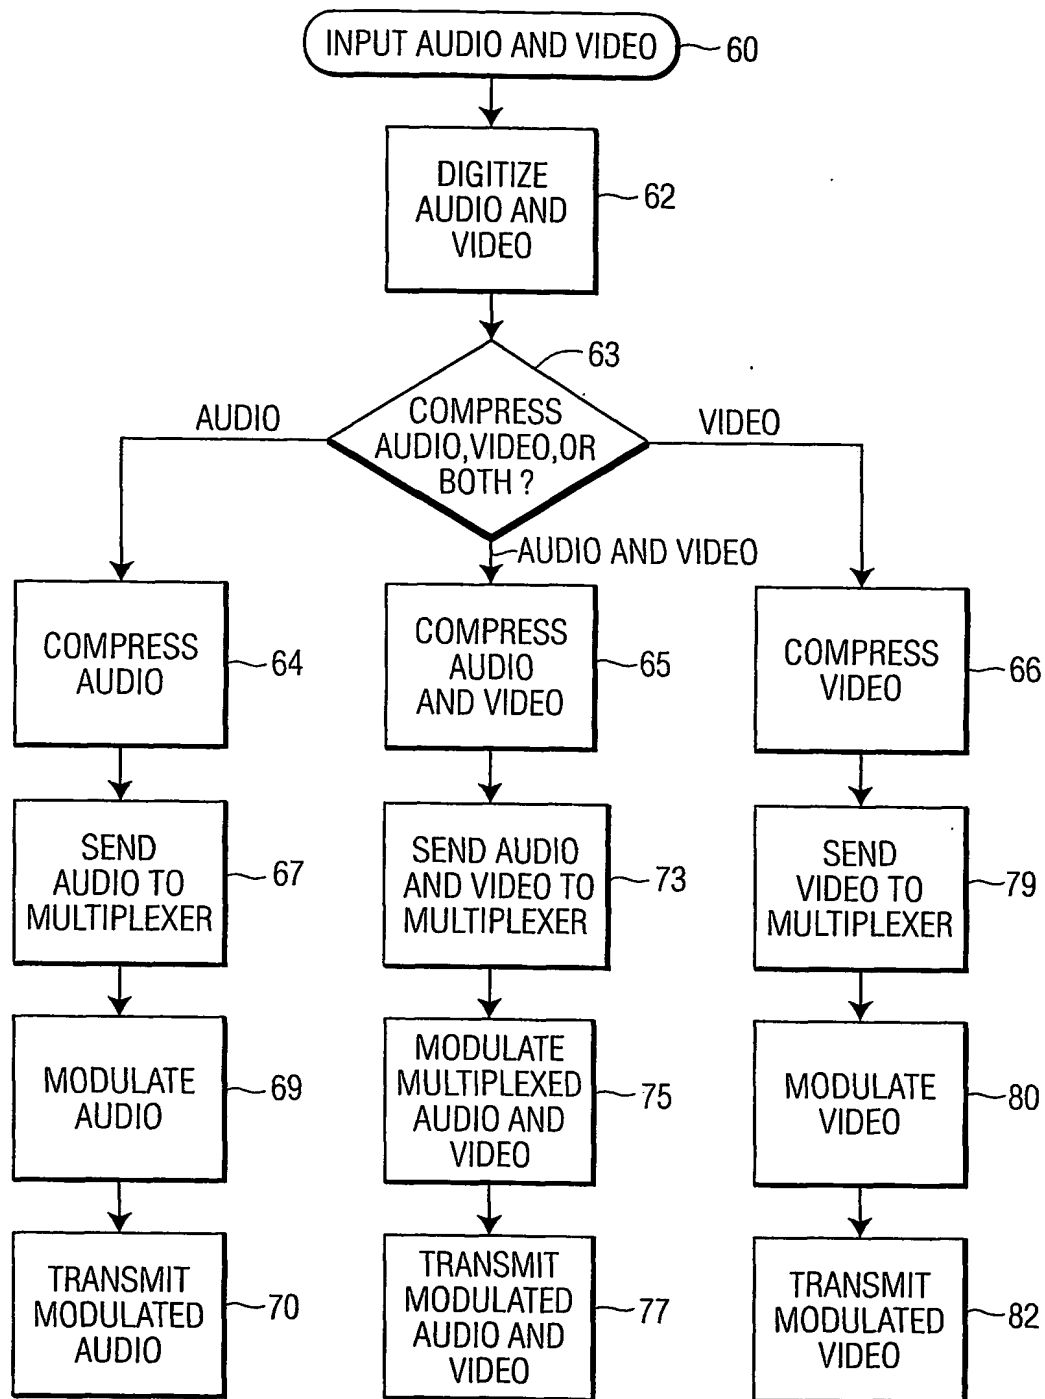 INPUT AUDIO AND VIDEO
60
DIGITIZE
AUDIO AND
VIDEO
62
63
COMPRESS
AUDIO,VIDEO,OR
BOTH ?
AUDIO
VIDEO
AUDIO AND VIDEO
COMPRESS
AUDIO
64
COMPRESS
AUDIO
AND VIDEO
65
COMPRESS
VIDEO
66
SEND
AUDIO TO
MULTIPLEXER
67
SEND AUDIO
AND VIDEO TO
MULTIPLEXER
73
SEND
VIDEO TO
MULTIPLEXER
79
MODULATE
AUDIO
69
MODULATE
MULTIPLEXED
AUDIO AND
VIDEO
75
MODULATE
VIDEO
80
TRANSMIT
MODULATED
AUDIO
70
TRANSMIT
MODULATED
AUDIO AND
VIDEO
77
TRANSMIT
MODULATED
VIDEO
82